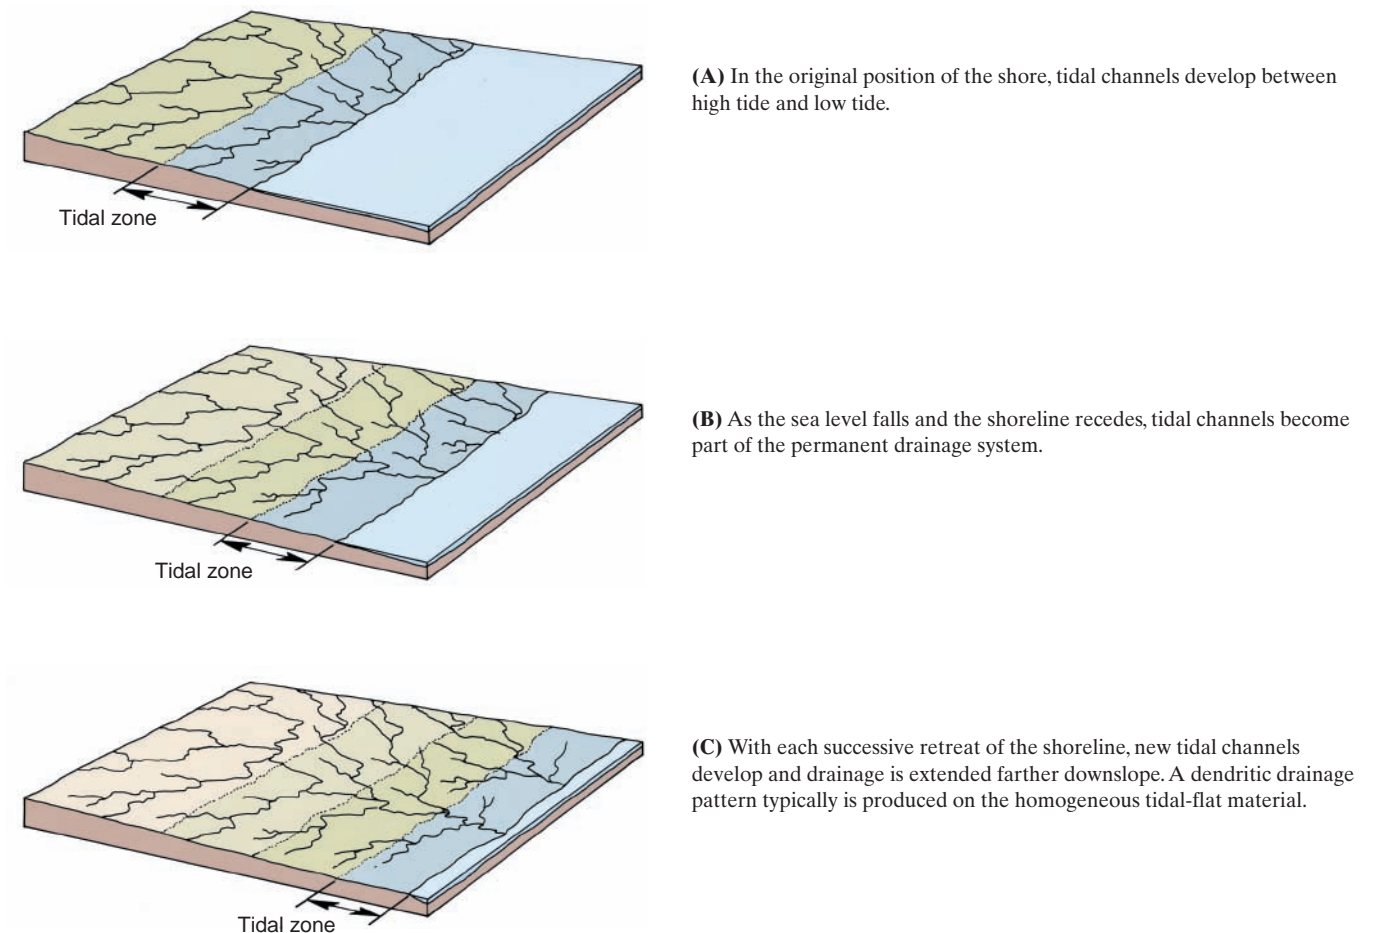 (A) In the original position of the shore, tidal channels develop between
high tide and low tide.
Tidal zone
(B) As the sea level falls and the shoreline recedes, tidal channels become
part of the permanent drainage system.
Tidal zone
(C) With each successive retreat of the shoreline, new tidal channels
develop and drainage is extended farther downslope. A dendritic drainage
pattern typically is produced on the homogeneous tidal-flat material.
Tidal zone